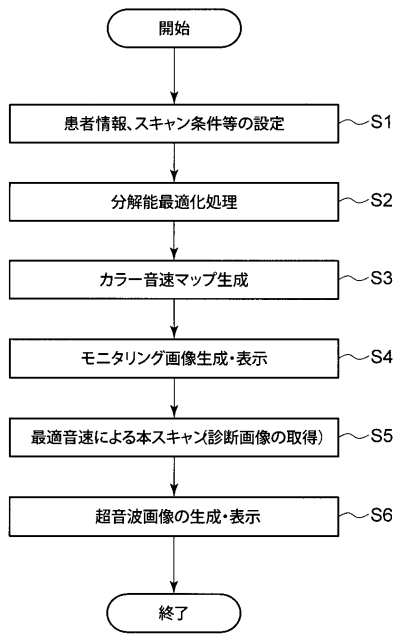 開始
患者情報、スキャン条件等の設定 S1
分解能最適化処理 S2
カラー音速マップ生成 S3
モニタリング画像生成・表示 S4
最適音速による本スキャン(診断画像の取得) S5
超音波画像の生成・表示 S6
終了